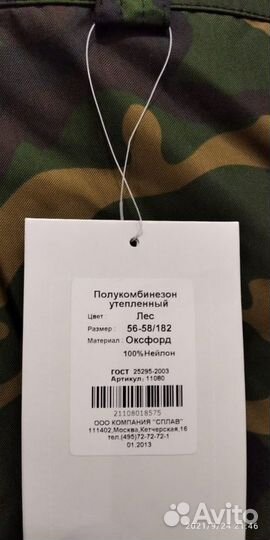 Полукомбинезон
утепленный
Цвет : Лес
Размер : 56-58/182
Материал : Оксфорд
100%Нейлон
ГОСТ 25295-2003
Артикул: 11080
21108018575
ООО КОМПАНИЯ "СПЛАВ"
111402,Москва,Кетчерская,16
тел.(495)72-72-72-1
01.2013
Avito
2021/9/24 21:46